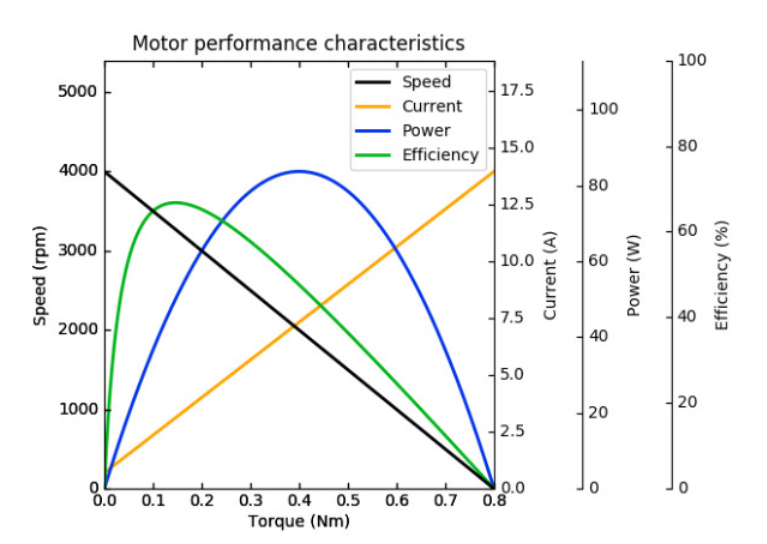 Motor performance characteristics
Speed
Current
Power
Efficiency
5000
4000
3000
2000
1000
0
Speed (rpm)
0.0 0.1 0.2 0.3 0.4 0.5 0.6 0.7 0.8
Torque (Nm)
17.5
15.0
12.5
10.0
7.5
5.0
2.5
0.0
Current (A)
100
80
60
40
20
0
Power (W)
100
80
60
40
20
0
Efficiency (%)